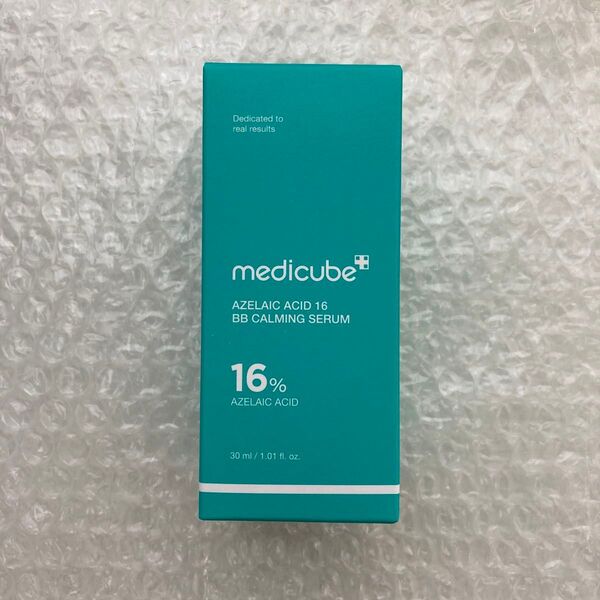 Dedicated to
real results
medicube
AZELAIC ACID 16
BB CALMING SERUM
16%
AZELAIC ACID
30 ml / 1.01 fl. oz.